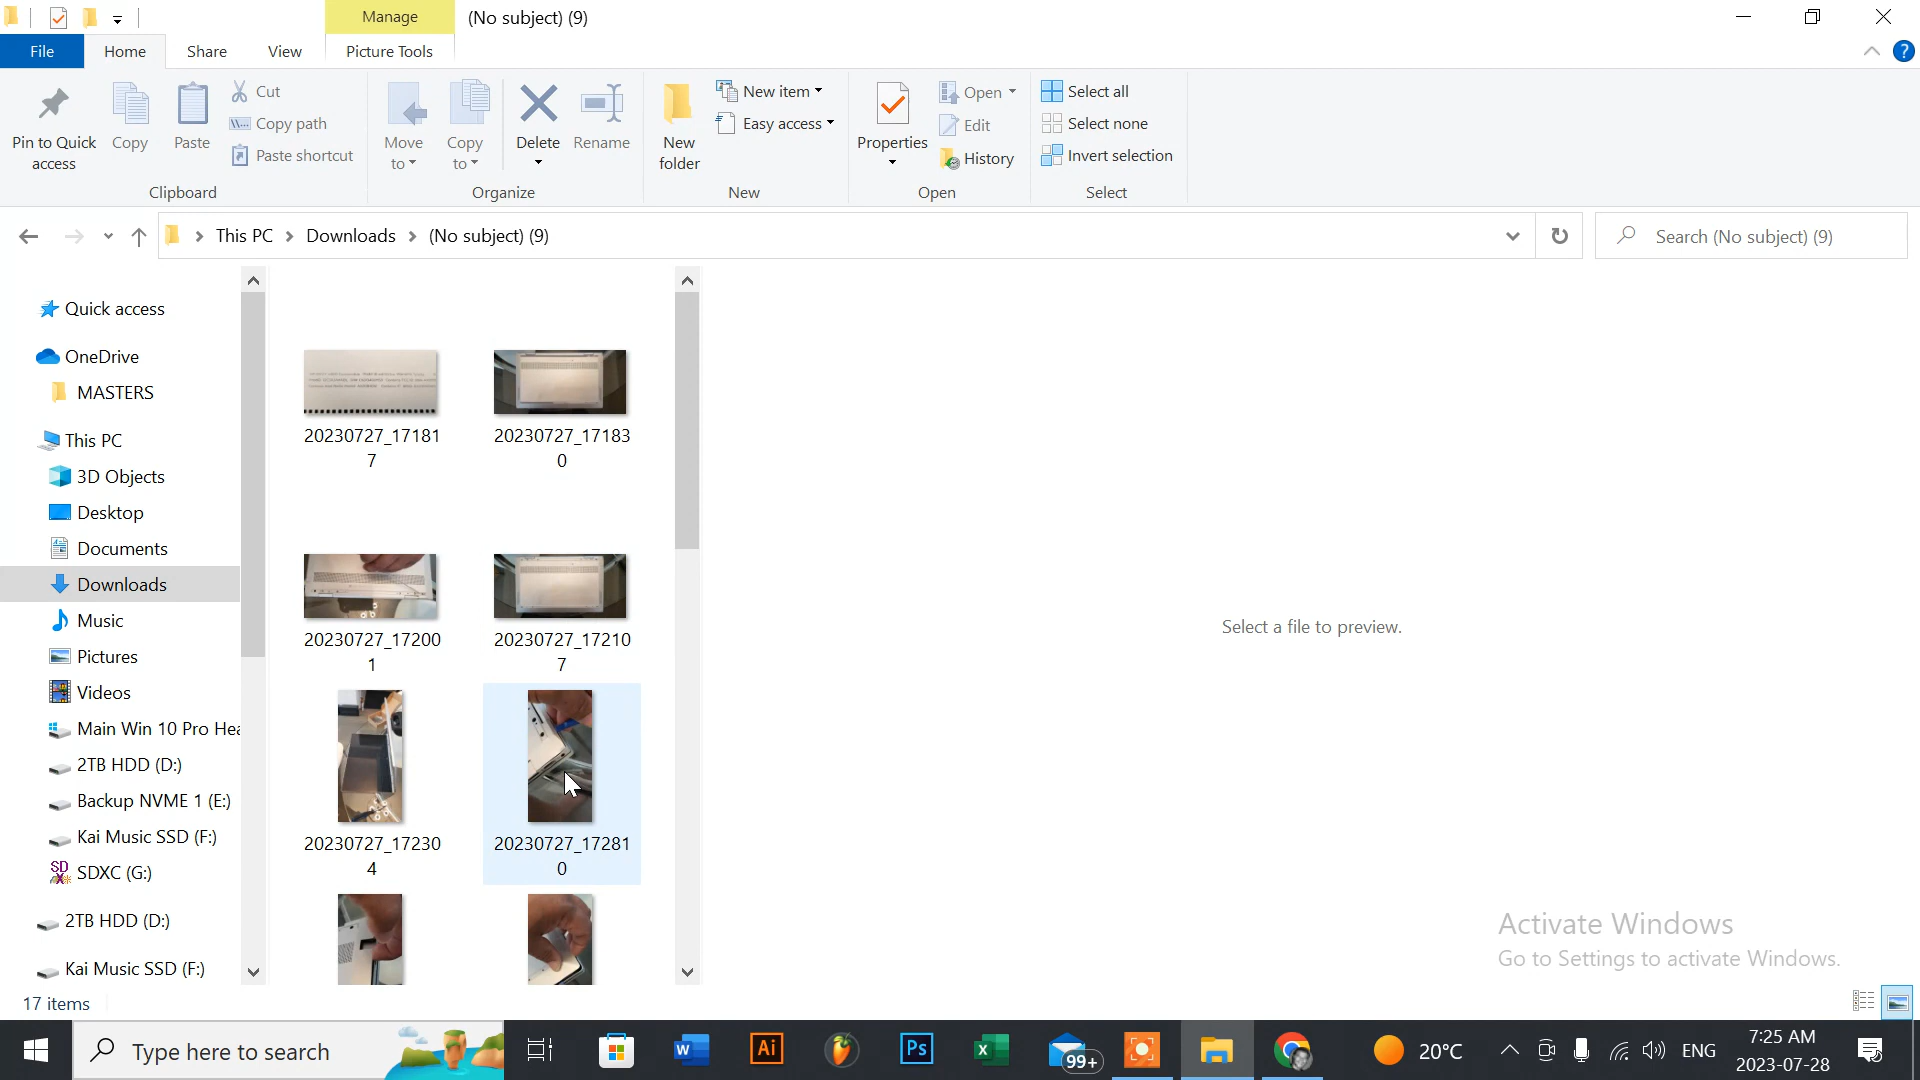 Manage
(No subject) (9)
File
Home
Share
View
Picture Tools
?
Pin to Quick access
Copy
Paste
Cut
Copy path
Paste shortcut
Clipboard
Move to
Copy to
Delete
Rename
Organize
New folder
New item
Easy access
New
Properties
Open
Edit
History
Open
Select all
Select none
Invert selection
Select
This PC
Downloads
(No subject) (9)
Search (No subject) (9)
Quick access
OneDrive
MASTERS
This PC
3D Objects
Desktop
Documents
Downloads
Music
Pictures
Videos
Main Win 10 Pro Hea
2TB HDD (D:)
Backup NVME 1 (E:)
Kai Music SSD (F:)
SD
SDXC (G:)
2TB HDD (D:)
Kai Music SSD (F:)
20230727_17181
7
20230727_17183
0
20230727_17200
1
20230727_17210
7
20230727_17230
4
20230727_17281
0
Select a file to preview.
Activate Windows
Go to Settings to activate Windows.
17 items
Type here to search
W
Ai
Ps
X
99+
20°C
ENG
7:25 AM
2023-07-28